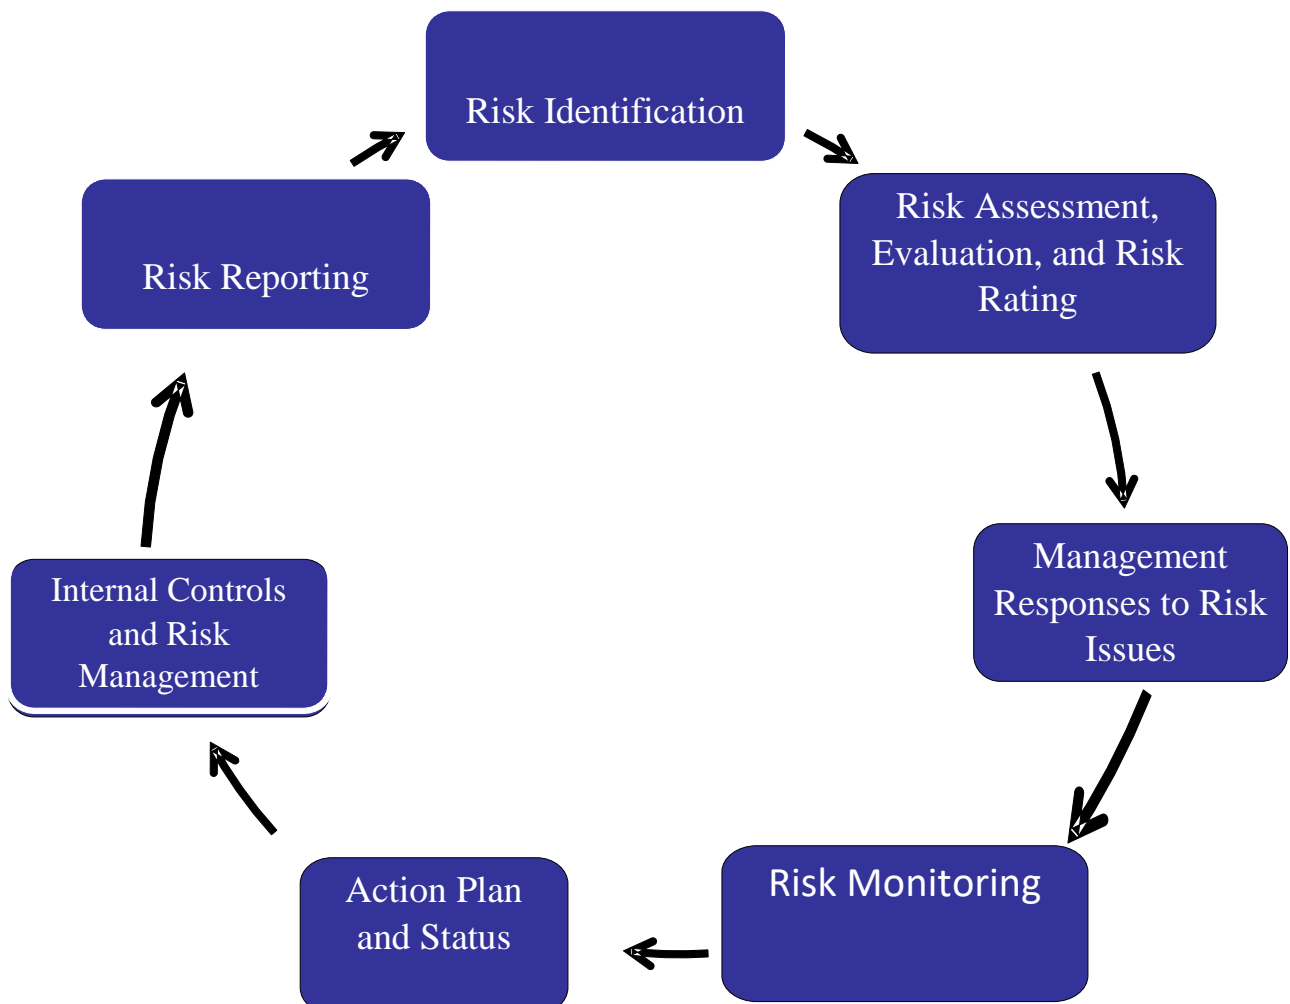 Risk Identification
Risk Assessment,
Evaluation, and Risk
Rating
Management
Responses to Risk
Issues
Risk Monitoring
Action Plan
and Status
Internal Controls
and Risk
Management
Risk Reporting